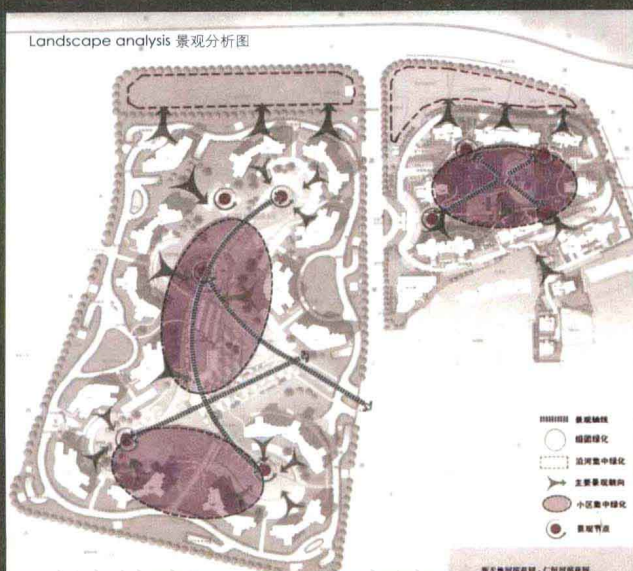 Landscape analysis 景观分析图
景观轴线
组团绿化
沿河集中绿化
主要景观朝向
小区集中绿化
景观节点